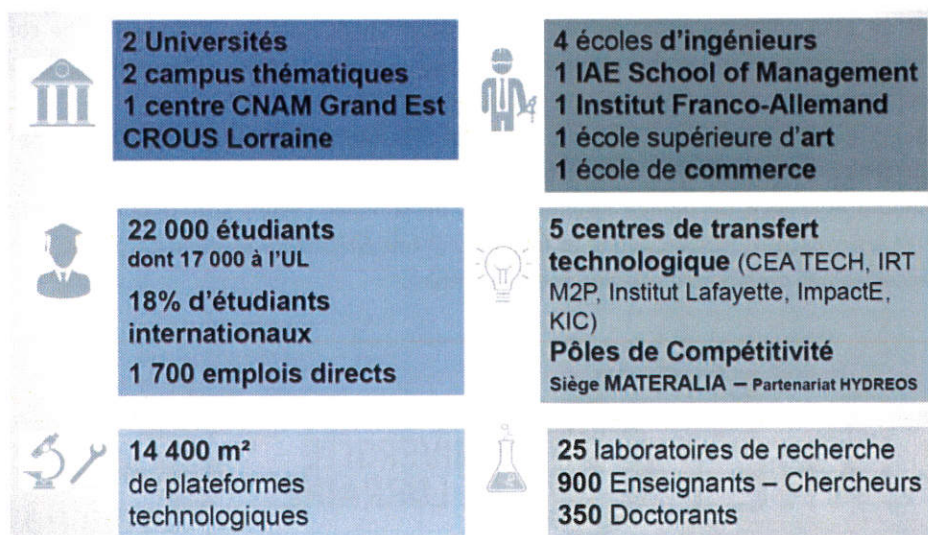 2 Universités
2 campus thématiques
1 centre CNAM Grand Est
CROUS Lorraine
4 écoles d'ingénieurs
1 IAE School of Management
1 Institut Franco-Allemand
1 école supérieure d'art
1 école de commerce
22 000 étudiants
dont 17 000 à l'UL
18% d'étudiants
internationaux
1 700 emplois directs
5 centres de transfert
technologique (CEA TECH, IRT
M2P, Institut Lafayette, ImpactE,
KIC)
Pôles de Compétitivité
Siège MATERALIA – Partenariat HYDREOS
14 400 m²
de plateformes
technologiques
25 laboratoires de recherche
900 Enseignants – Chercheurs
350 Doctorants